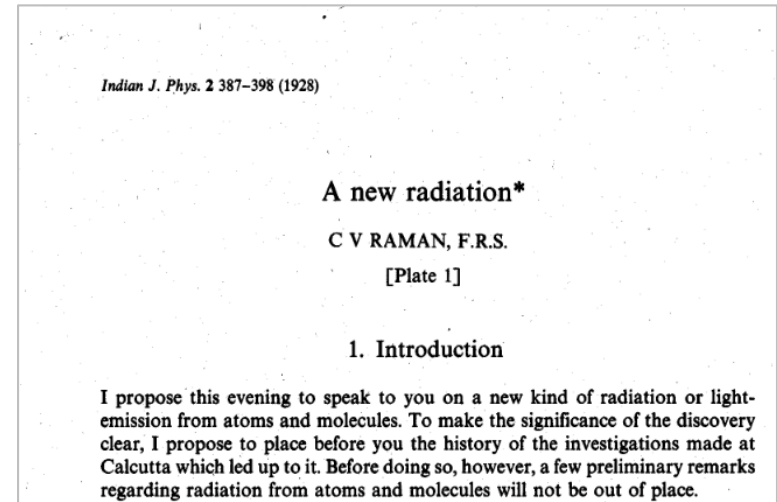 Indian J. Phys. 2 387–398 (1928)
A new radiation*
C V RAMAN, F.R.S.
[Plate 1]
1. Introduction
I propose this evening to speak to you on a new kind of radiation or light-
emission from atoms and molecules. To make the significance of the discovery
clear, I propose to place before you the history of the investigations made at
Calcutta which led up to it. Before doing so, however, a few preliminary remarks
regarding radiation from atoms and molecules will not be out of place.